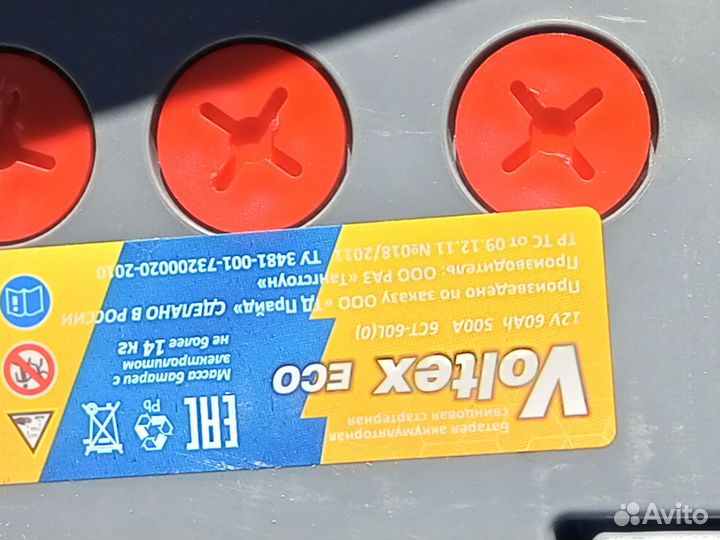 Батарея аккумуляторная
свинцовая стартерная
Voltex ECO
12V 60Ah 500A 6СТ-60L(0)
Произведено по заказу ООО «ТД Прайд» СДЕЛАНО В РОССИИ
Производитель: ООО РАЗ «Тангстоун»
ТР ТС от 09.12.11 №018/2011
ТУ 3481-001-73200020-2010
EAC
Pb
Масса батареи с
электролитом
не более 14 кг
Avito